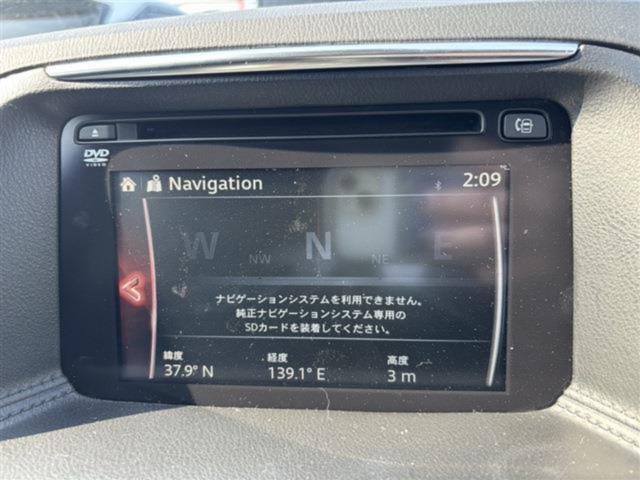 DVD
VIDEO
Navigation
2:09
W NW N NE E
ナビゲーションシステムを利用できません。
純正ナビゲーションシステム専用の
SDカードを装着してください。
緯度 経度 高度
37.9° N 139.1° E 3 m